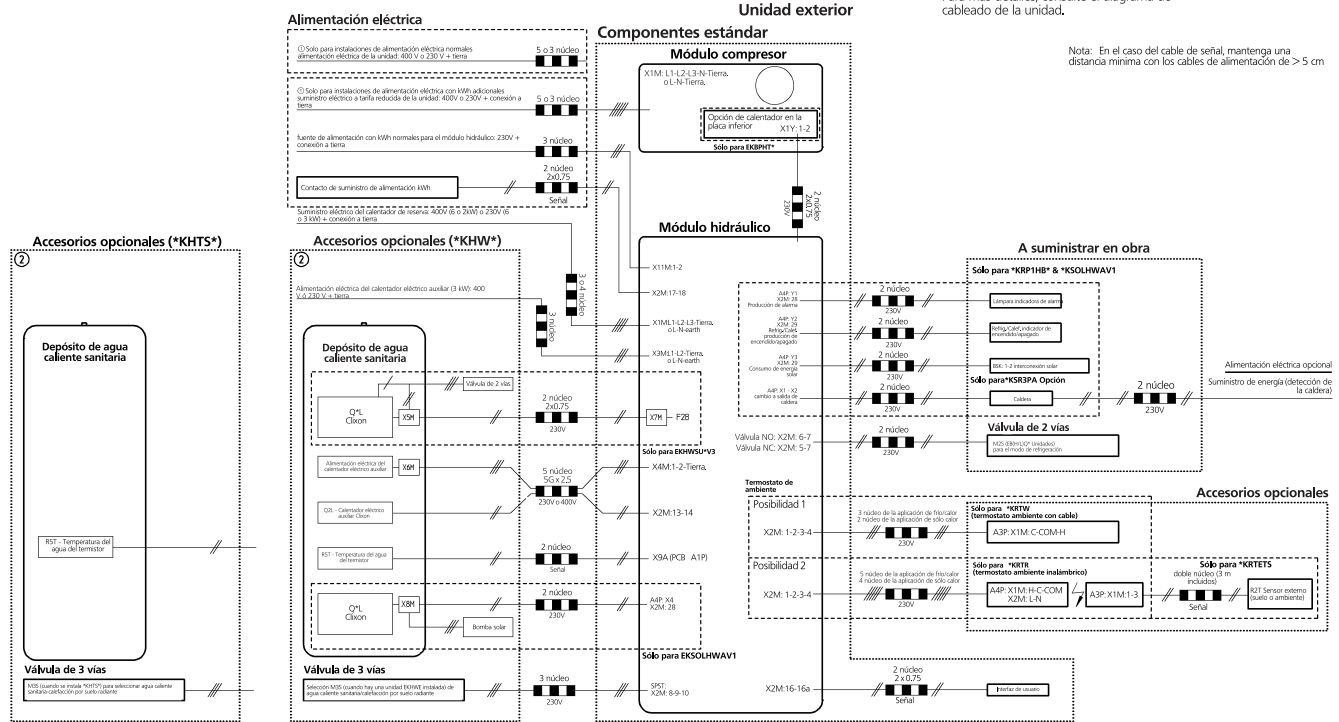 Unidad exterior
cableado de la unidad.
Nota: En el caso del cable de señal, mantenga una
distancia minima con los cables de alimentación de > 5 cm
Alimentación eléctrica
① Solo para instalaciones de alimentación eléctrica normales
alimentación eléctrica de la unidad: 400 V o 230 V + tierra
5 o 3 núcleo
① Solo para instalaciones de alimentación eléctrica con kWh adicionales
suministro eléctrico a tarifa reducida de la unidad: 400V o 230V + conexión a
tierra
5 o 3 núcleo
fuente de alimentación con kWh normales para el módulo hidráulico: 230V +
conexión a tierra
3 núcleo
Contacto de suministro de alimentación kWh
2 núcleo
2x0.75
Señal
Suministro eléctrico del calentador de reserva: 400V (6 o 2kW) o 230V (6
o 3 kW) + conexión a tierra
3 o 4 núcleo
Componentes estándar
Módulo compresor
X1M: L1-L2-L3-N-Tierra.
o L-N-Tierra.
Opción de calentador en la
placa inferior
X1Y: 1-2
Sólo para EKBPHT*
2 núcleo
2x0.75
230V
Módulo hidráulico
X11M:1-2
X2M:17-18
X1M:L1-L2-L3-Tierra.
o L-N-earth
X3M:L1-L2-Tierra.
o L-N-earth
X7M
F2B
Sólo para EKHWSU*V3
X4M:1-2-Tierra.
X2M:13-14
X9A (PCB A1P)
A4P: X4
X2M: 28
Sólo para EKSOLHWAV1
SPST:
X2M: 8-9-10
Accesorios opcionales (*KHTS*)
②
Depósito de agua
caliente sanitaria
R5T - Temperatura del
agua del termistor
Válvula de 3 vías
M3S (cuando se instala *KHTS*) para seleccionar agua caliente
sanitaria-calefacción por suelo radiante
Accesorios opcionales (*KHW*)
②
Alimentación eléctrica del calentador eléctrico auxiliar (3 kW): 400
V ó 230 V + tierra
3 núcleo
Depósito de agua
caliente sanitaria
Válvula de 2 vías
Q*L
Clixon
X5M
2 núcleo
2x0.75
230V
Alimentación eléctrica del
calentador eléctrico auxiliar
X6M
5 núcleo
5G x 2,5
230V o 400V
Q2L - Calentador eléctrico
auxiliar Clixon
R5T - Temperatura del agua
del termistor
2 núcleo
Señal
Q*L
Clixon
X8M
2 núcleo
230V
Bomba solar
Válvula de 3 vías
Selección M3S (cuando hay una unidad EKHW(E instalada) de
agua caliente sanitaria/calefacción por suelo radiante
3 núcleo
230V
A suministrar en obra
Sólo para *KRP1HB* & *KSOLHWAV1
A4P: Y1
X2M: 28
Producción de alarma
2 núcleo
230V
Lámpara indicadora de alarma
A4P: Y2
X2M: 29
Refrig./Calef.
producción de
encendido/apagado
2 núcleo
230V
Refrig./Calef. indicador de
encendido/apagado
A4P: Y3
X2M: 29
Consumo de energía
solar
2 núcleo
230V
BSK: 1-2 interconexión solar
Sólo para*KSR3PA Opción
A4P: X1 - X2
cambio a salida de
caldera
2 núcleo
230V
Caldera
2 núcleo
230V
Alimentación eléctrica opcional
Suministro de energía (detección de
la caldera)
Válvula de 2 vías
Válvula NO: X2M: 6-7
Válvula NC: X2M: 5-7
2 núcleo
230V
para el modo de refrigeración
Accesorios opcionales
Termostato de
ambiente
Posibilidad 1
X2M: 1-2-3-4
3 núcleo de la aplicación de frío/calor
2 núcleo de la aplicación de sólo calor
230V
Sólo para *KRTW
(termostato ambiente con cable)
A3P: X1M: C-COM-H
Posibilidad 2
X2M: 1-2-3-4
5 núcleo de la aplicación de frío/calor
4 núcleo de la aplicación de sólo calor
230V
Sólo para *KRTR
(termostato ambiente inalámbrico)
A4P: X1M: H-C-COM
X2M: L-N
A3P: X1M:1-3
Sólo para *KRTETS
doble núcleo (3 m
incluidos)
Señal
R2T Sensor externo
(suelo o ambiente)
X2M:16-16a
2 núcleo
2 x 0.75
Señal
Interfaz de usuario